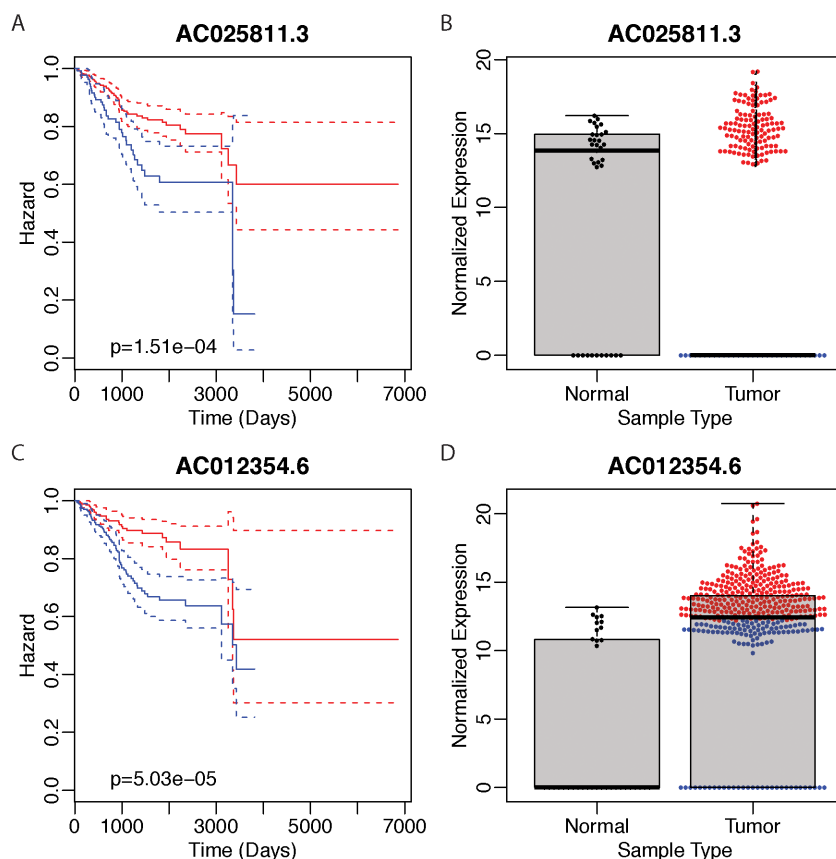 A
AC025811.3
Hazard
1.0
0.8
0.6
0.4
0.2
0.0
p=1.51e−04
0 1000 3000 5000 7000
Time (Days)
B
AC025811.3
Normalized Expression
20
15
10
5
0
Normal Tumor
Sample Type
C
AC012354.6
Hazard
1.0
0.8
0.6
0.4
0.2
0.0
p=5.03e−05
0 1000 3000 5000 7000
Time (Days)
D
AC012354.6
Normalized Expression
20
15
10
5
0
Normal Tumor
Sample Type